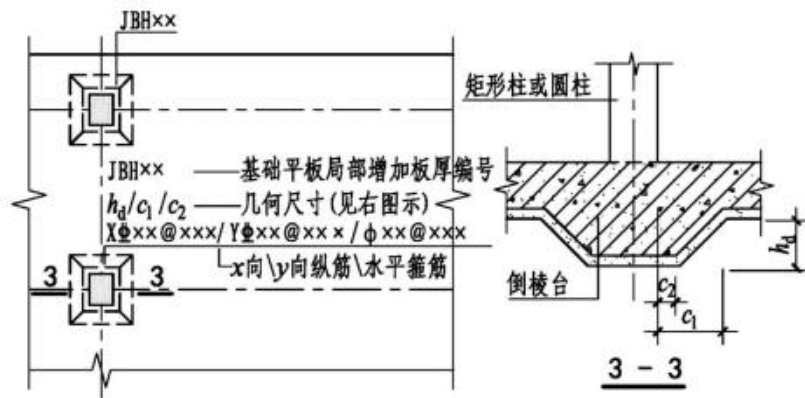 JBH××
JBH×× 基础平板局部增加板厚编号
hd/c1/c2 几何尺寸(见右图示)
XΦ××@×××/YΦ××@×××/ϕ××@×××
x向\y向纵筋\水平箍筋
3 3
矩形柱或圆柱
倒棱台
hd
c2
c1
3-3